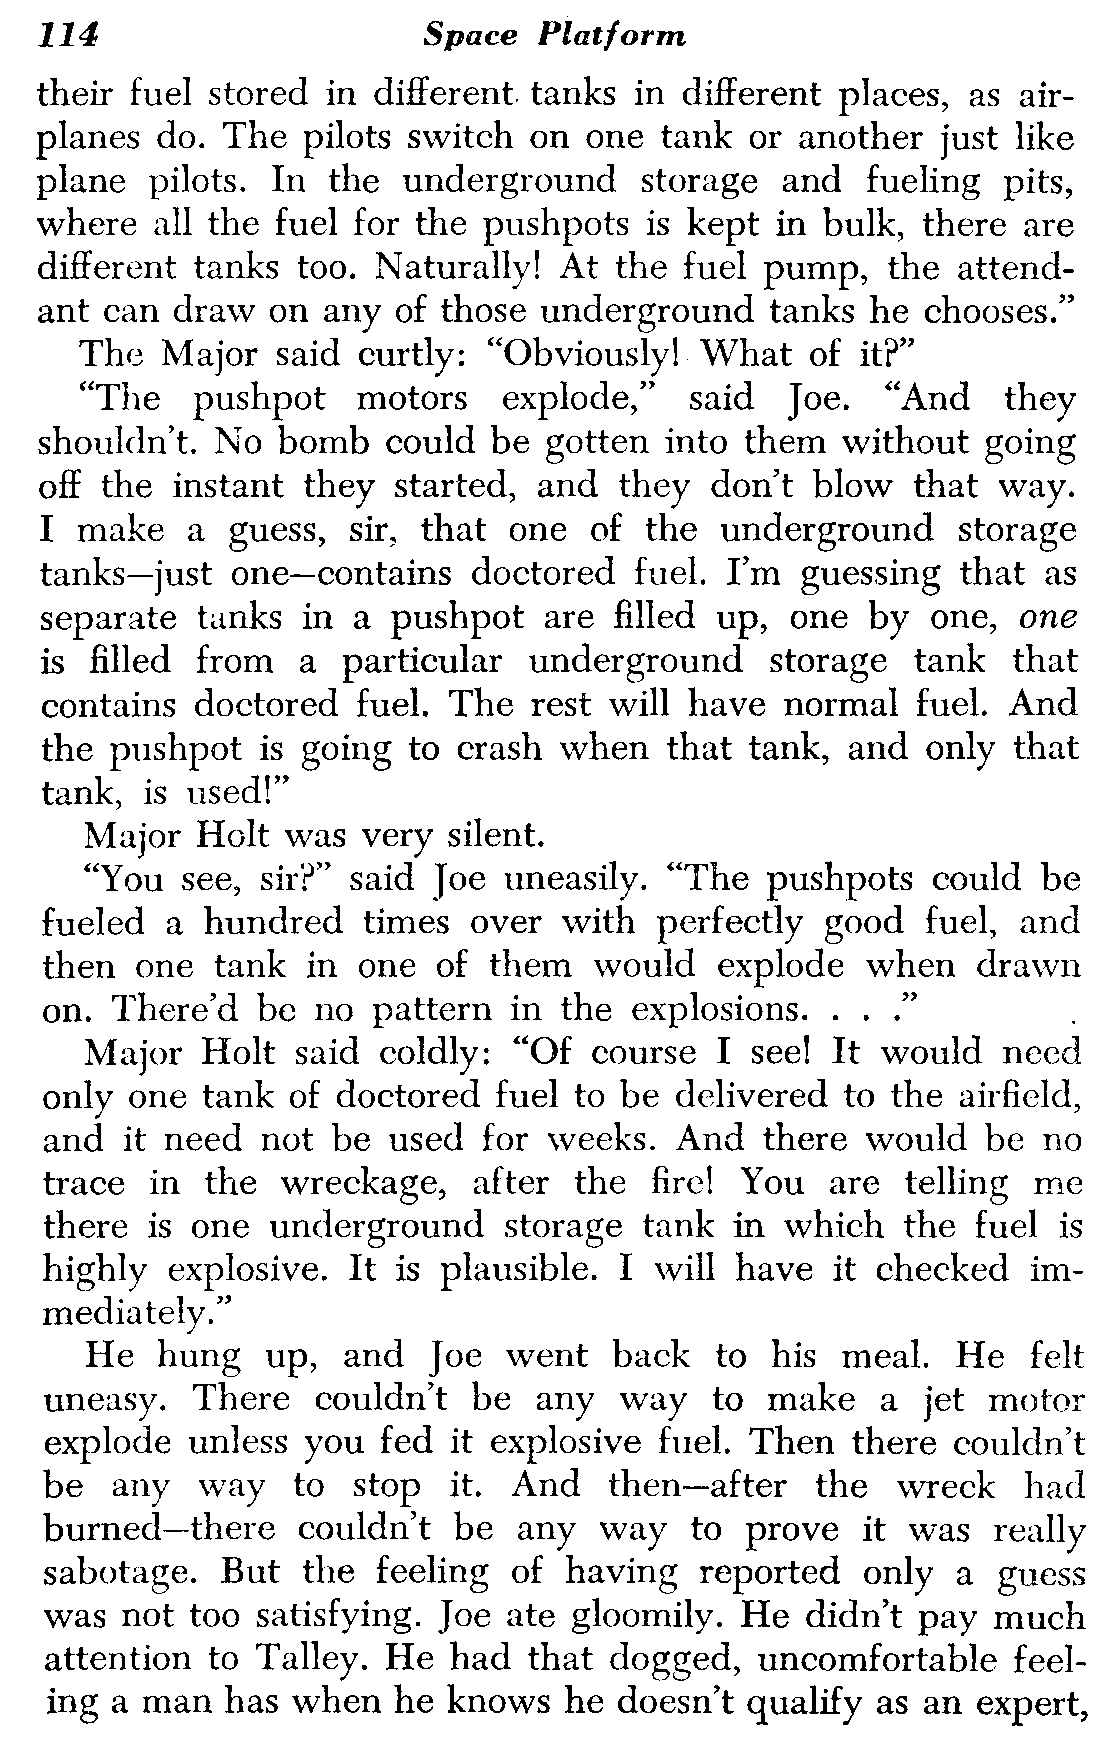 114 Space Platform
their fuel stored in different tanks in different places, as air-
planes do. The pilots switch on one tank or another just like
plane pilots. In the underground storage and fueling pits,
where all the fuel for the pushpots is kept in bulk, there are
different tanks too. Naturally! At the fuel pump, the attend-
ant can draw on any of those underground tanks he chooses.”
The Major said curtly: “Obviously! What of it?”
“The pushpot motors explode,” said Joe. “And they
shouldn’t. No bomb could be gotten into them without going
off the instant they started, and they don’t blow that way.
I make a guess, sir, that one of the underground storage
tanks—just one—contains doctored fuel. I’m guessing that as
separate tanks in a pushpot are filled up, one by one, one
is filled from a particular underground storage tank that
contains doctored fuel. The rest will have normal fuel. And
the pushpot is going to crash when that tank, and only that
tank, is used!”
Major Holt was very silent.
“You see, sir?” said Joe uneasily. “The pushpots could be
fueled a hundred times over with perfectly good fuel, and
then one tank in one of them would explode when drawn
on. There’d be no pattern in the explosions. . . .”
Major Holt said coldly: “Of course I see! It would need
only one tank of doctored fuel to be delivered to the airfield,
and it need not be used for weeks. And there would be no
trace in the wreckage, after the fire! You are telling me
there is one underground storage tank in which the fuel is
highly explosive. It is plausible. I will have it checked im-
mediately.”
He hung up, and Joe went back to his meal. He felt
uneasy. There couldn’t be any way to make a jet motor
explode unless you fed it explosive fuel. Then there couldn’t
be any way to stop it. And then—after the wreck had
burned—there couldn’t be any way to prove it was really
sabotage. But the feeling of having reported only a guess
was not too satisfying. Joe ate gloomily. He didn’t pay much
attention to Talley. He had that dogged, uncomfortable feel-
ing a man has when he knows he doesn’t qualify as an expert,